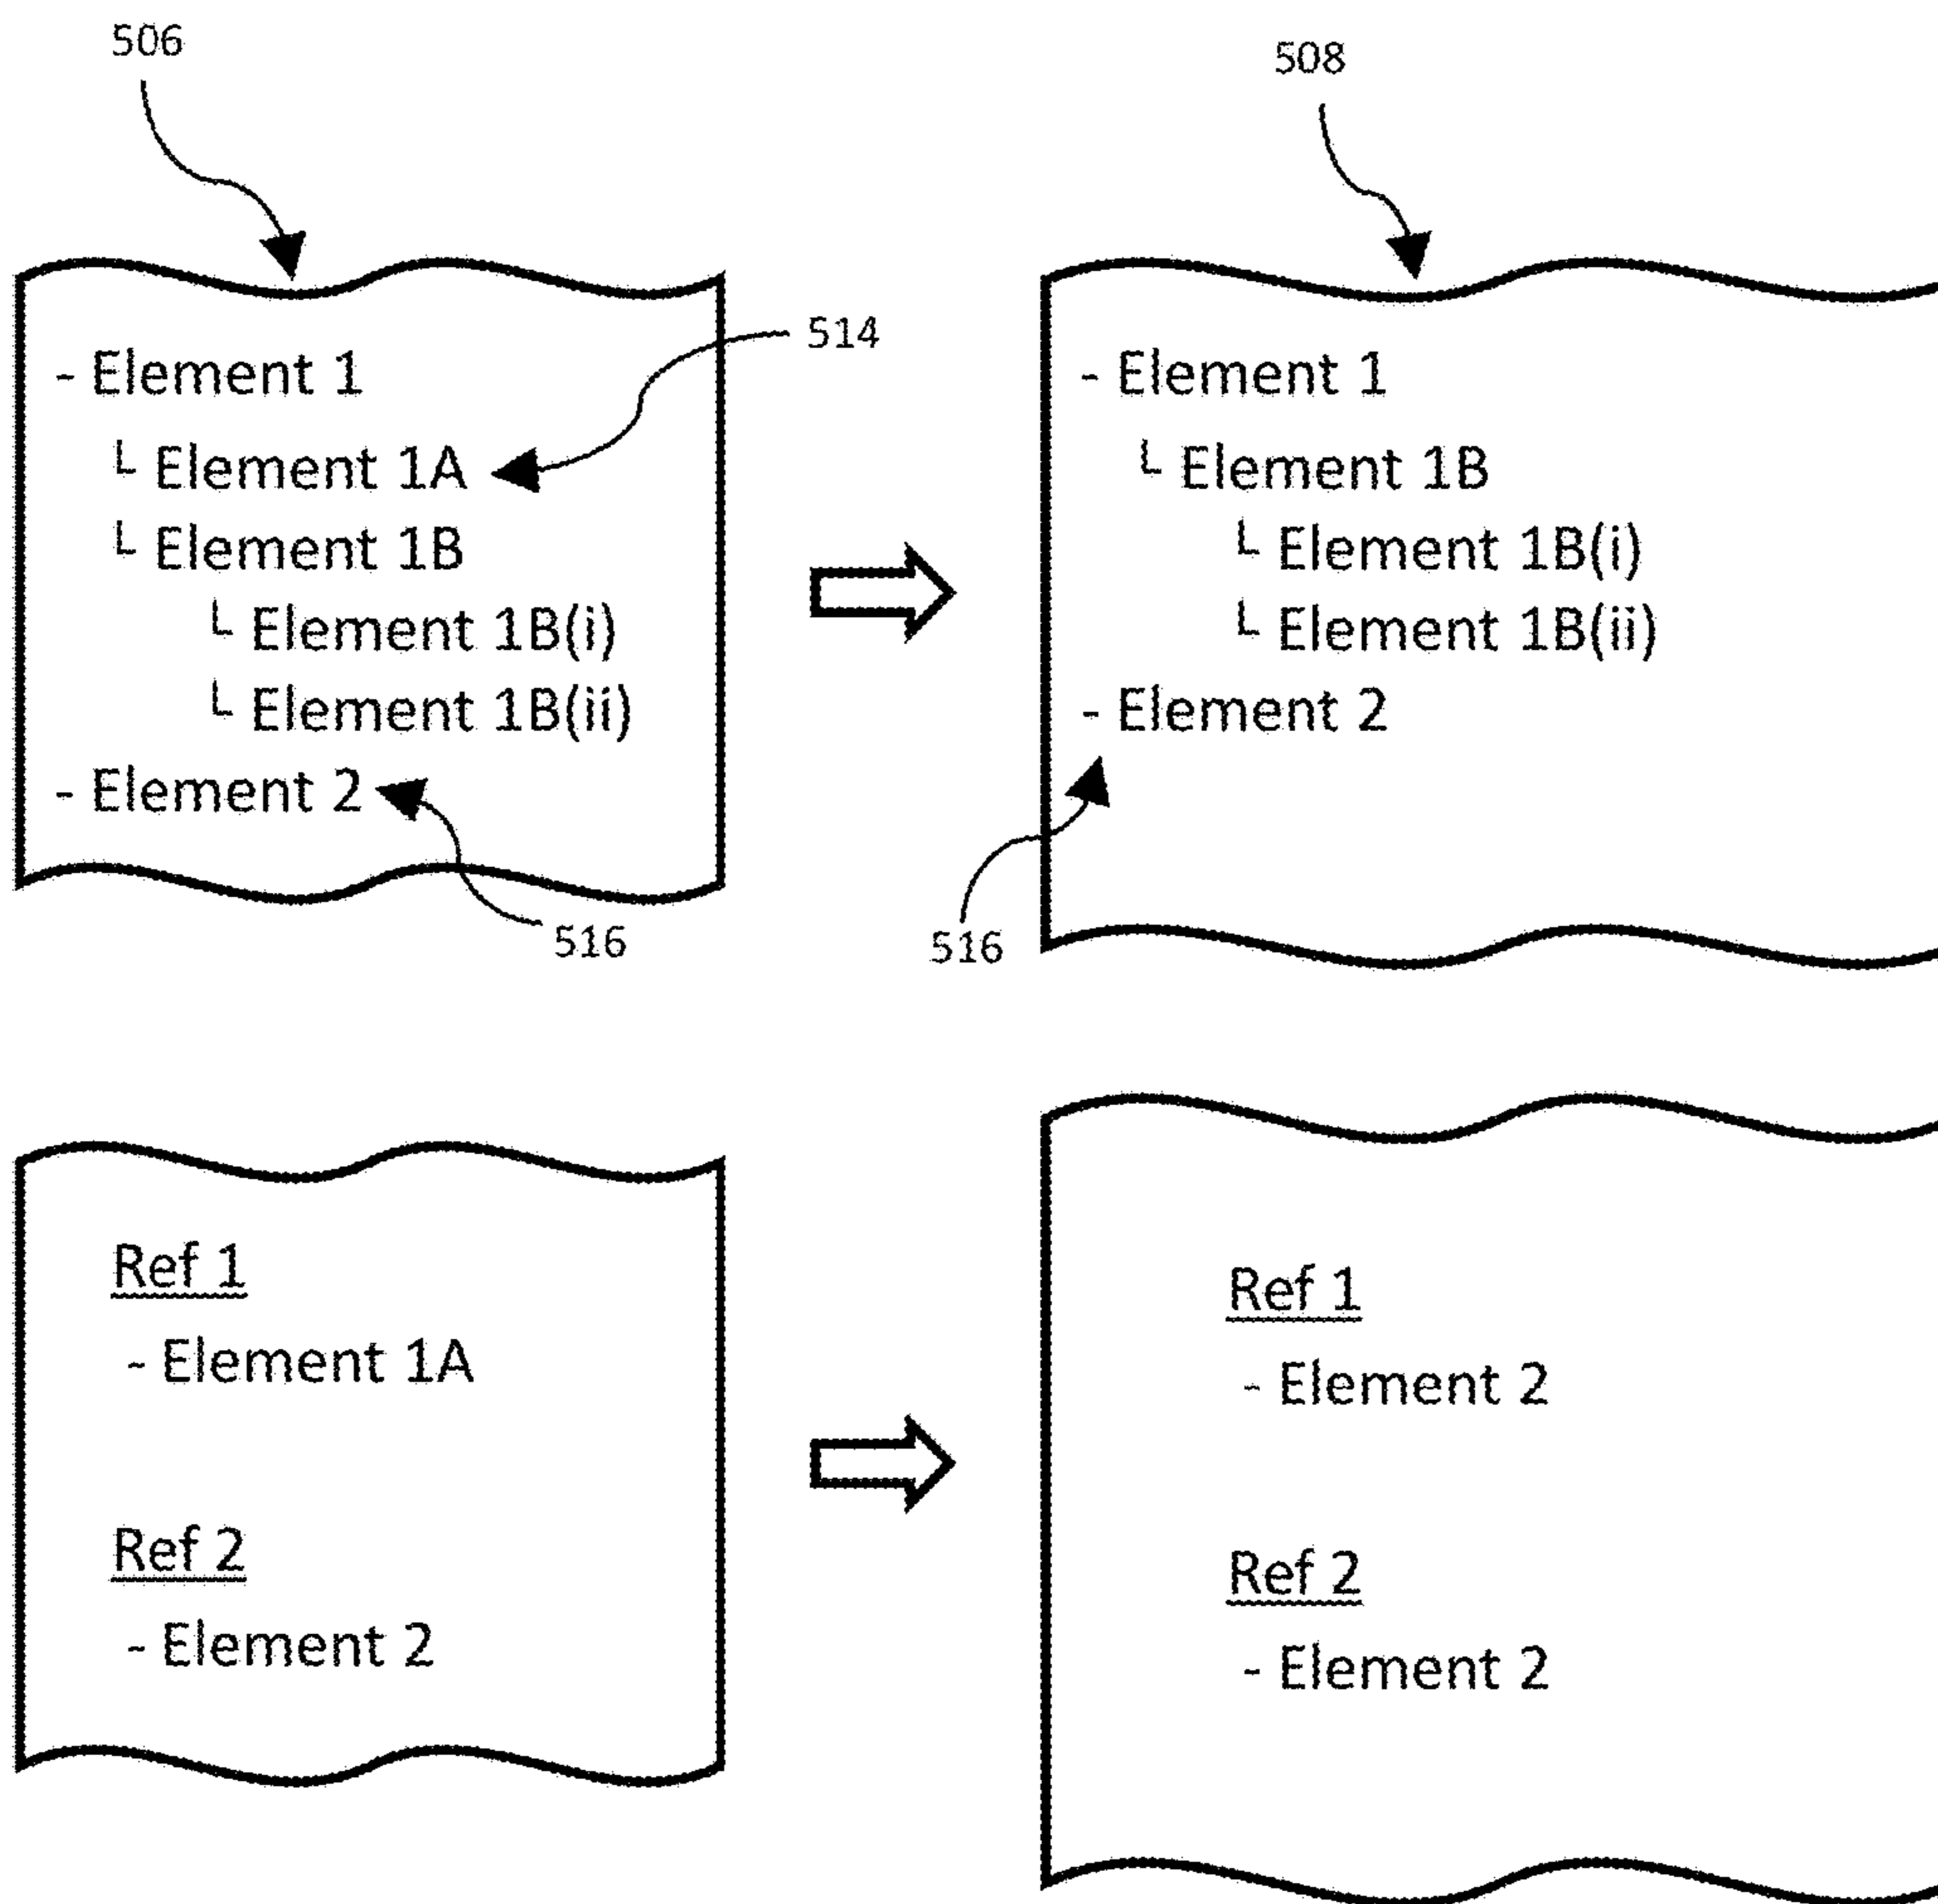 506
508
514
- Element 1
└ Element 1A
└ Element 1B
└ Element 1B(i)
└ Element 1B(ii)
- Element 2
516
- Element 1
└ Element 1B
└ Element 1B(i)
└ Element 1B(ii)
- Element 2
516
Ref 1
- Element 1A
Ref 2
- Element 2
Ref 1
- Element 2
Ref 2
- Element 2